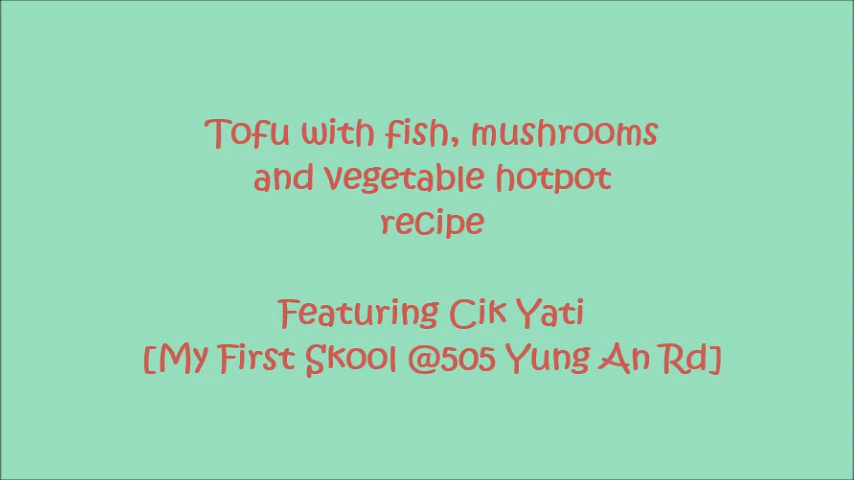 Tofu with fish, mushrooms
and vegetable hotpot
recipe
Featuring Cik Yati
[My First Skool @505 Yung An Rd]